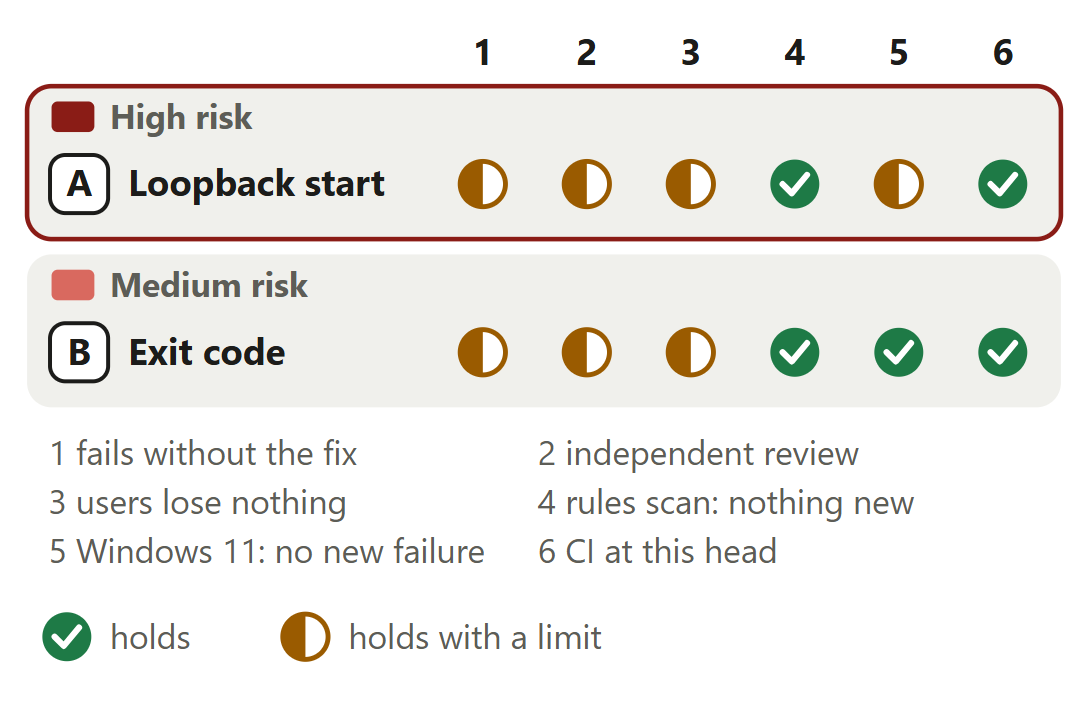 1 2 3 4 5 6
High risk
A Loopback start
Medium risk
B Exit code
1 fails without the fix 2 independent review
3 users lose nothing 4 rules scan: nothing new
5 Windows 11: no new failure 6 CI at this head
holds holds with a limit